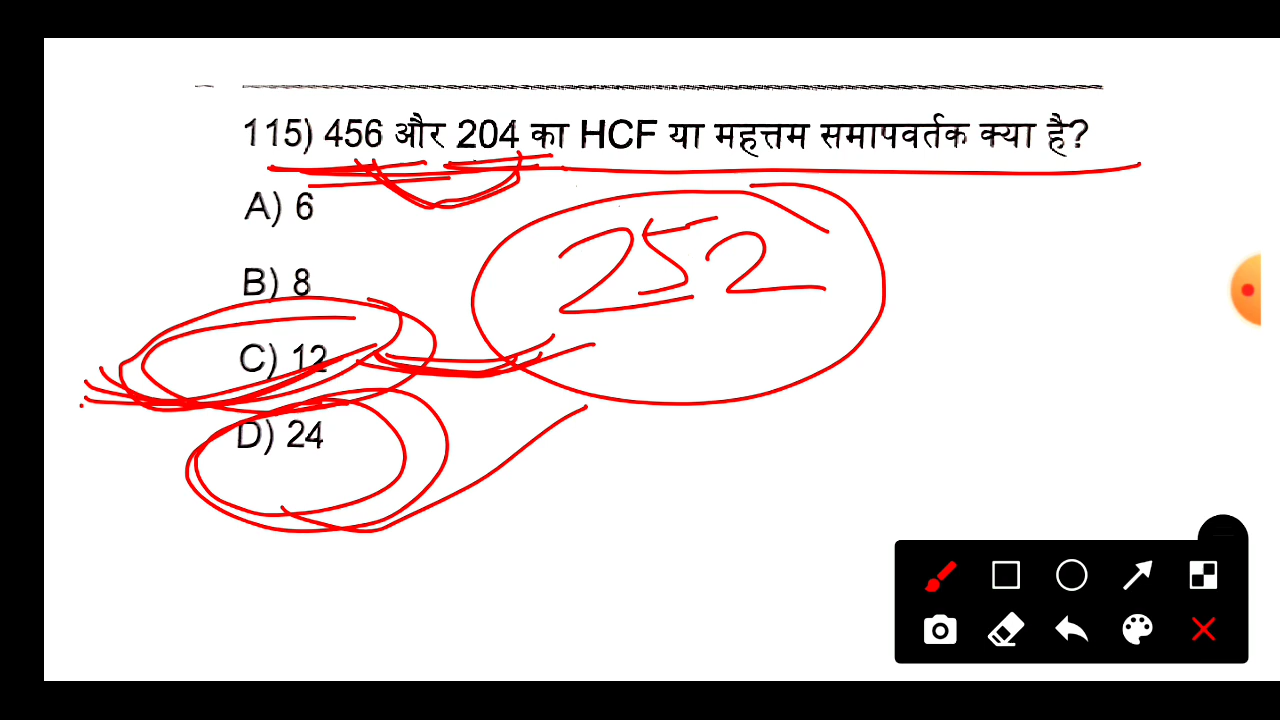 115) 456 और 204 का HCF या महत्तम समापवर्तक क्या है?
A) 6
252
B) 8
C) 12
D) 24